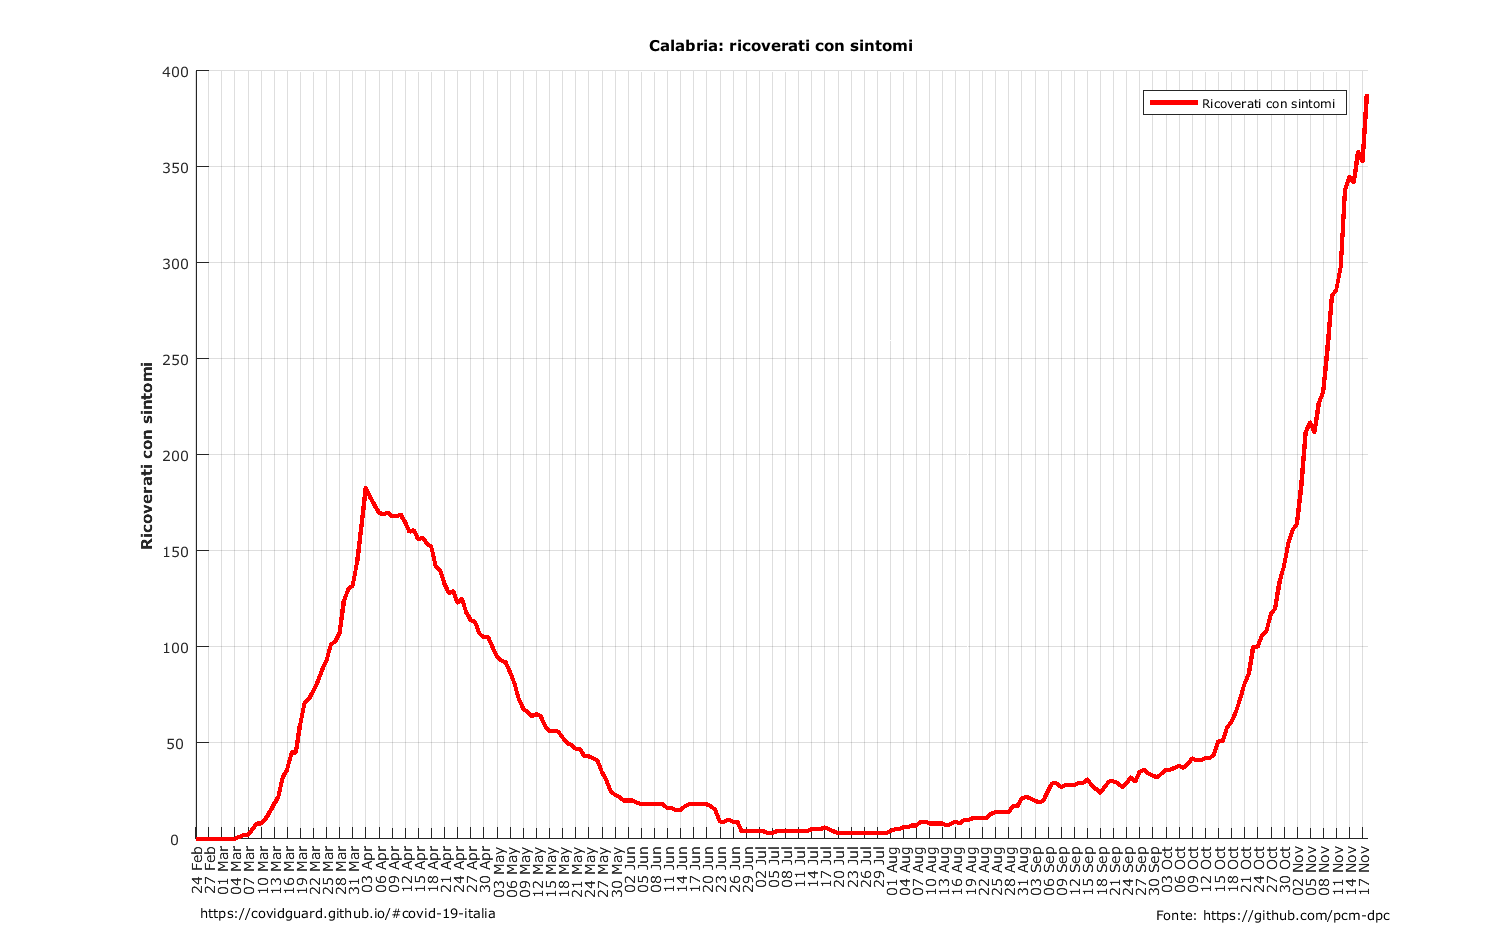 Calabria: ricoverati con sintomi
Ricoverati con sintomi
Ricoverati con sintomi
400
350
300
250
200
150
100
50
0
24 Feb
27 Feb
01 Mar
04 Mar
07 Mar
10 Mar
13 Mar
16 Mar
19 Mar
22 Mar
25 Mar
28 Mar
31 Mar
03 Apr
06 Apr
09 Apr
12 Apr
15 Apr
18 Apr
21 Apr
24 Apr
27 Apr
30 Apr
03 May
06 May
09 May
12 May
15 May
18 May
21 May
24 May
27 May
30 May
02 Jun
05 Jun
08 Jun
11 Jun
14 Jun
17 Jun
20 Jun
23 Jun
26 Jun
29 Jun
02 Jul
05 Jul
08 Jul
11 Jul
14 Jul
17 Jul
20 Jul
23 Jul
26 Jul
29 Jul
01 Aug
04 Aug
07 Aug
10 Aug
13 Aug
16 Aug
19 Aug
22 Aug
25 Aug
28 Aug
31 Aug
03 Sep
06 Sep
09 Sep
12 Sep
15 Sep
18 Sep
21 Sep
24 Sep
27 Sep
30 Sep
03 Oct
06 Oct
09 Oct
12 Oct
15 Oct
18 Oct
21 Oct
24 Oct
27 Oct
30 Oct
02 Nov
05 Nov
08 Nov
11 Nov
14 Nov
17 Nov
https://covidguard.github.io/#covid-19-italia
Fonte: https://github.com/pcm-dpc